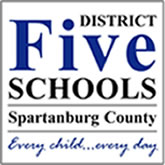 DISTRICT
Five
SCHOOLS
Spartanburg County
Every child...every day.